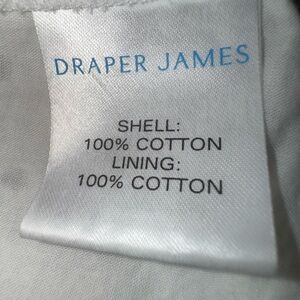 DRAPER JAMES
SHELL:
100% COTTON
LINING:
100% COTTON